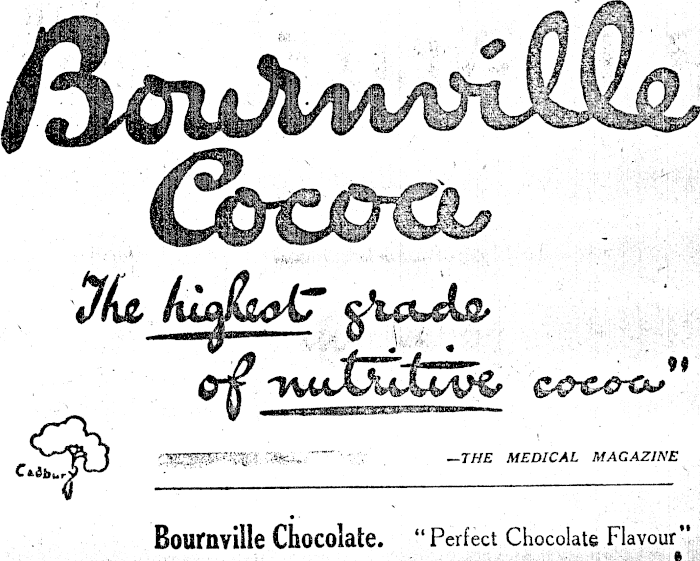 Bournville
Cocoa
The highest grade
of nutritive cocoa"
Cadbury
—THE MEDICAL MAGAZINE
Bournville Chocolate. "Perfect Chocolate Flavour"